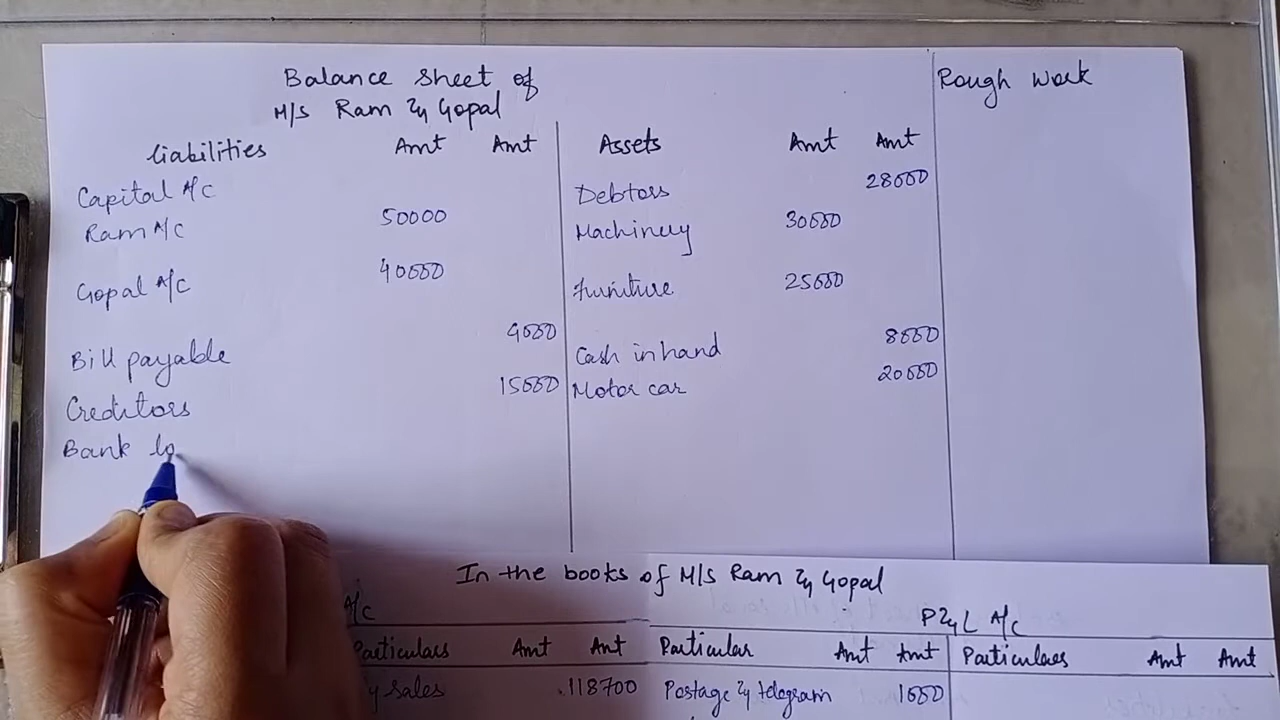 Balance Sheet of
M/S Ram & Gopal
Rough Work
Liabilities Amt Amt Assets Amt Amt
Capital A/c Debtors 28000
Ram A/c 50000 Machinery 30000
Gopal A/c 40000 Furniture 25000
Bill payable 4000 Cash in hand 8000
Creditors 15000 Motor car 20000
Bank lo
In the books of M/S Ram & Gopal
A/c P&L A/c
Particulars Amt Amt Particular Amt Amt Particulars Amt Amt
y Sales 118700 Postage & telegram 1000